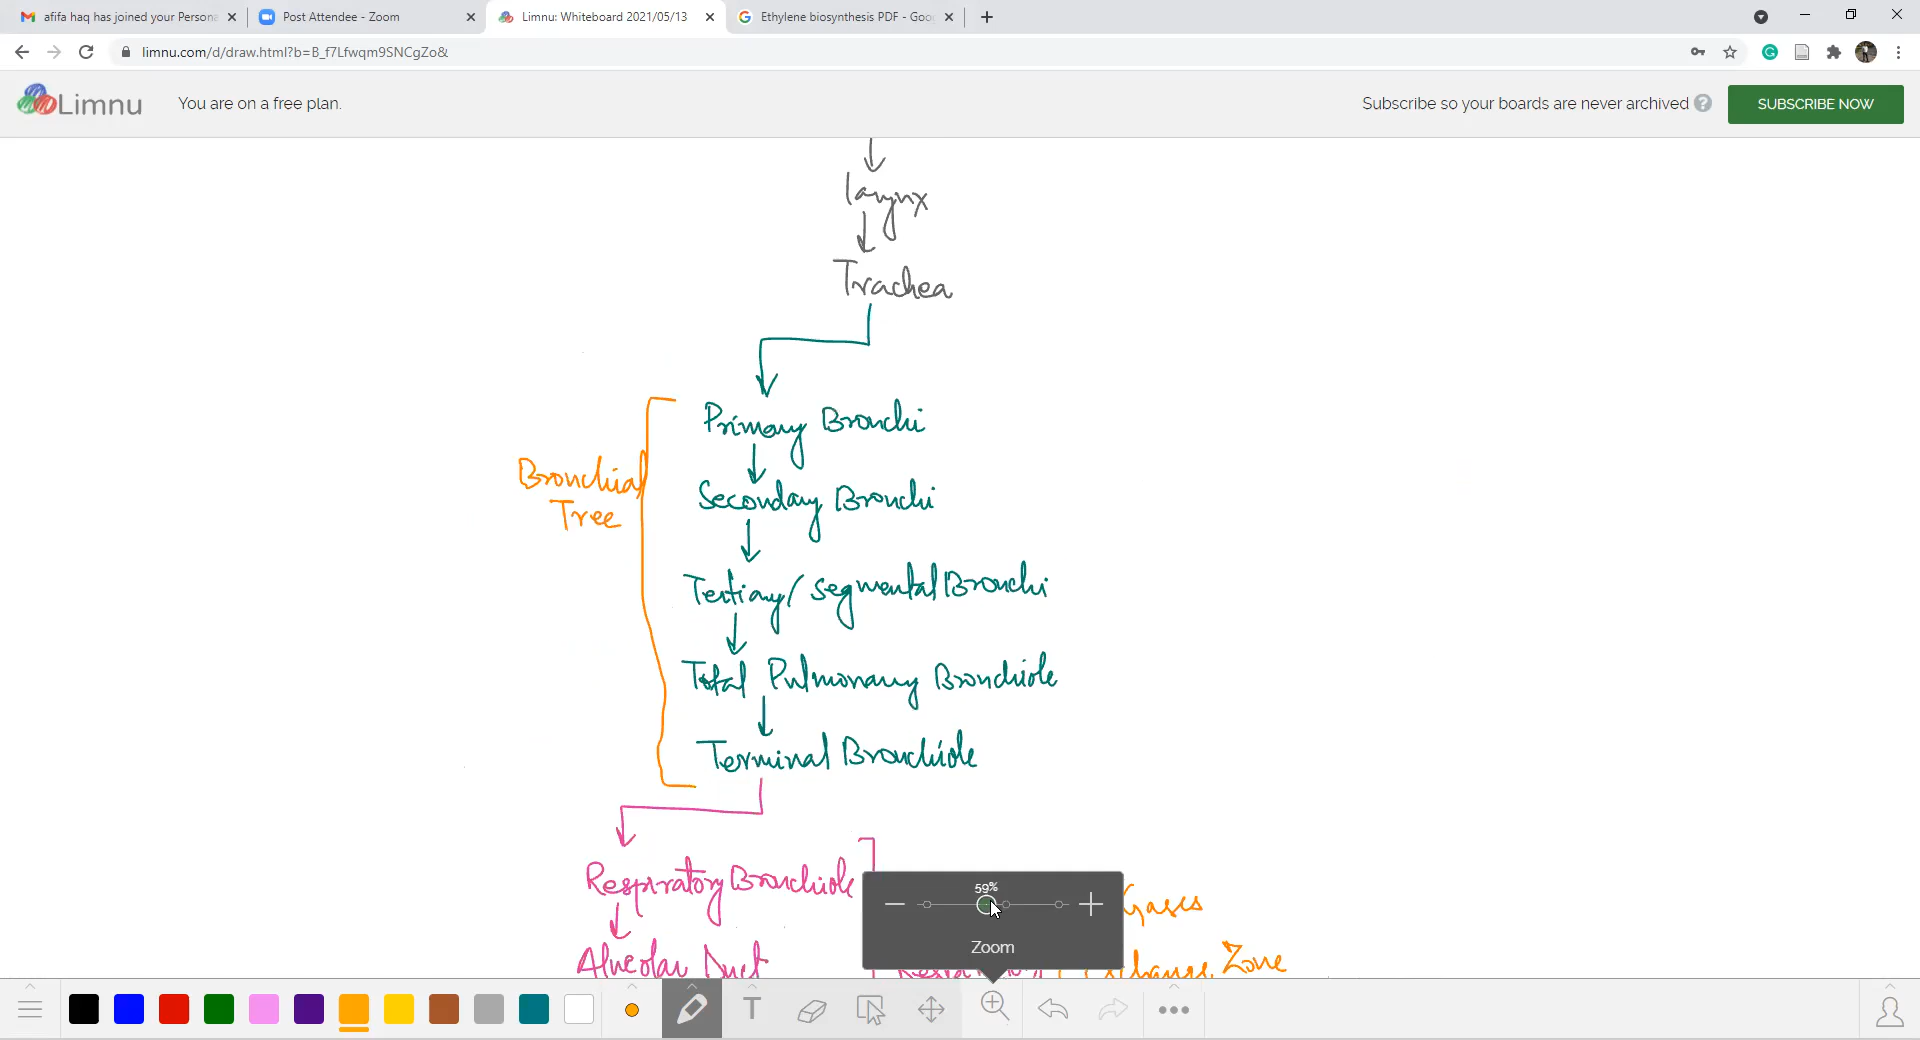 afifa haq has joined your Persona
Post Attendee - Zoom
Limnu: Whiteboard 2021/05/13
Ethylene biosynthesis PDF - Goo
limnu.com/d/draw.html?b=B_f7Lfwqm9SNCgZo&
Limnu
You are on a free plan.
Subscribe so your boards are never archived
?
SUBSCRIBE NOW
larynx
Trachea
Primary Bronchi
Bronchial
Tree
Secondary Bronchi
Tertiary/Segmental Bronchi
Total Pulmonary Bronchiole
Terminal Bronchiole
Respiratory Bronchiole
59%
Gases
Zoom
Alveolar Duct
Zone
T